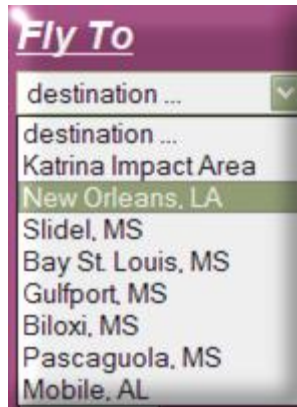 Fly To
destination ...
destination ...
Katrina Impact Area
New Orleans, LA
Slidel, MS
Bay St. Louis, MS
Gulfport, MS
Biloxi, MS
Pascaguola, MS
Mobile, AL